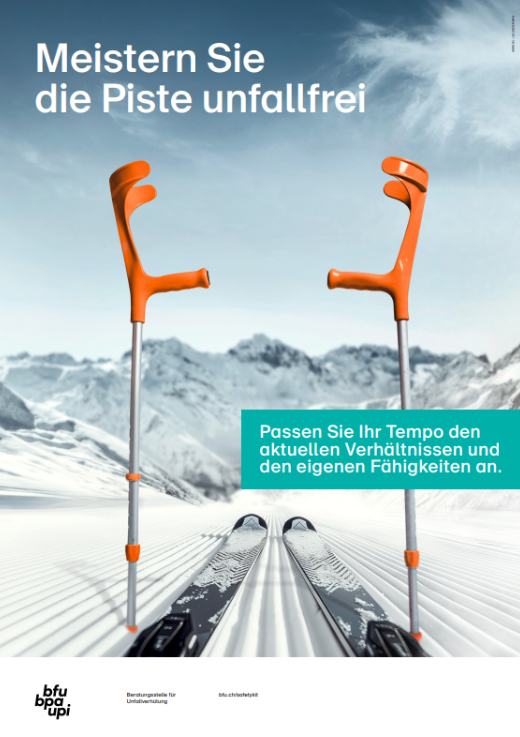 Meistern Sie
die Piste unfallfrei
Passen Sie Ihr Tempo den
aktuellen Verhältnissen und
den eigenen Fähigkeiten an.
bfu
bpa
upi
Beratungsstelle für
Unfallverhütung
bfu.ch/safetykit